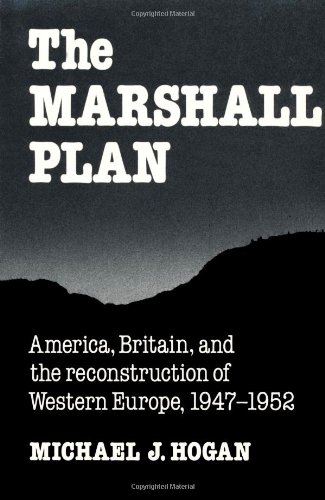 The
MARSHALL
PLAN
America, Britain, and
the reconstruction of
Western Europe, 1947–1952
MICHAEL J. HOGAN